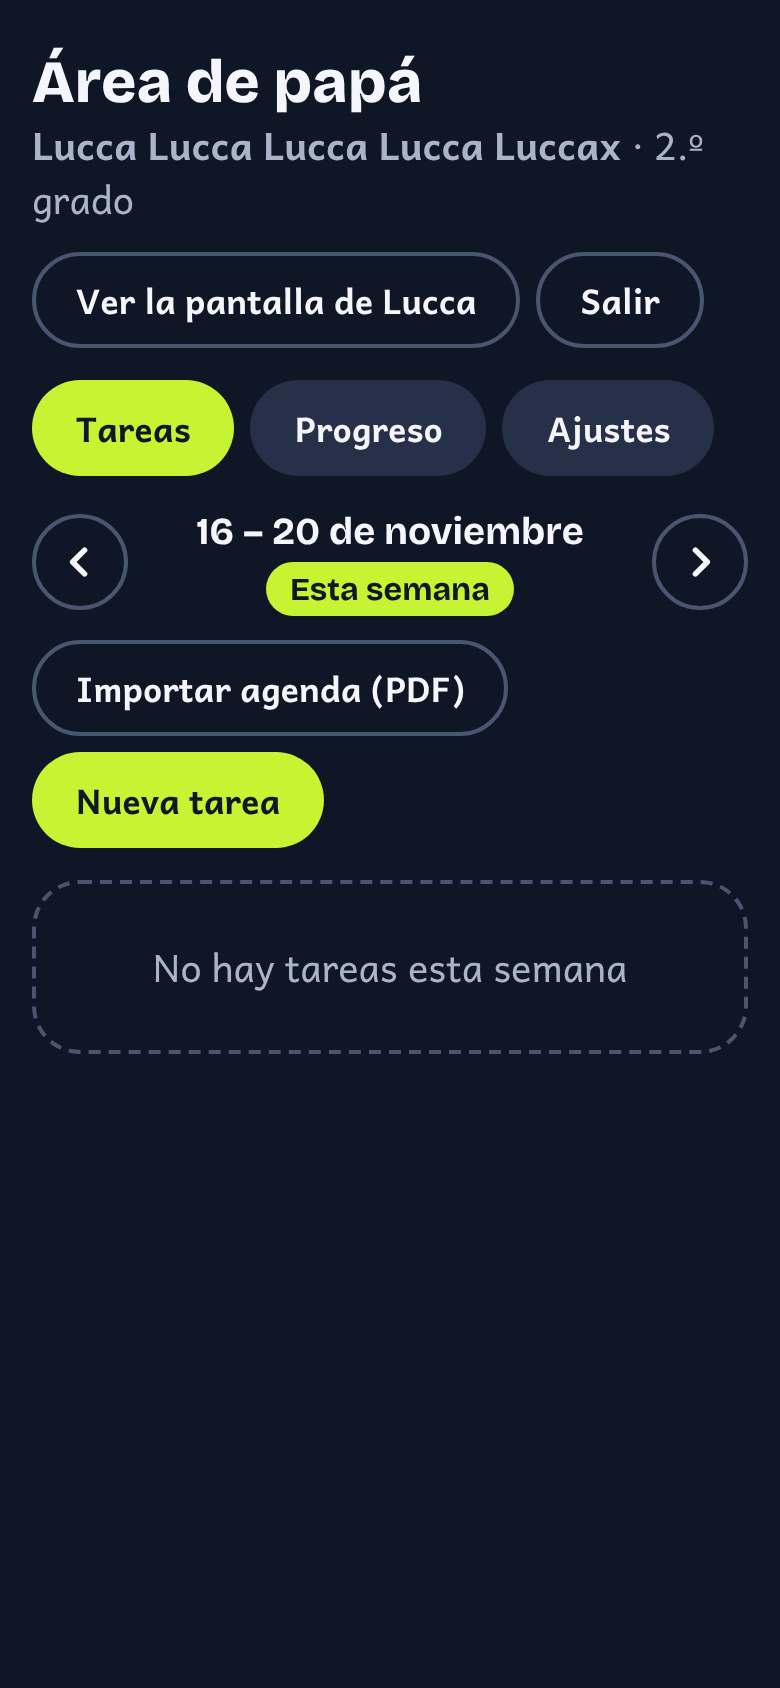 Área de papá
Lucca Lucca Lucca Lucca Luccax · 2.º
grado
Ver la pantalla de Lucca
Salir
Tareas
Progreso
Ajustes
16 – 20 de noviembre
Esta semana
Importar agenda (PDF)
Nueva tarea
No hay tareas esta semana